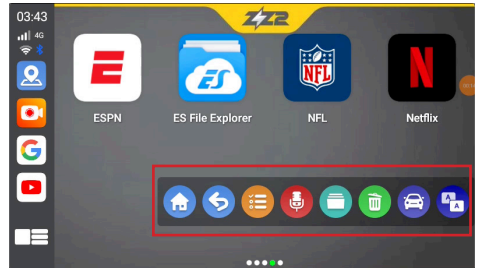 03:43
4G
ZZ2
E
ESPN
ES
ES File Explorer
NFL
NFL
N
Netflix
G
A
A